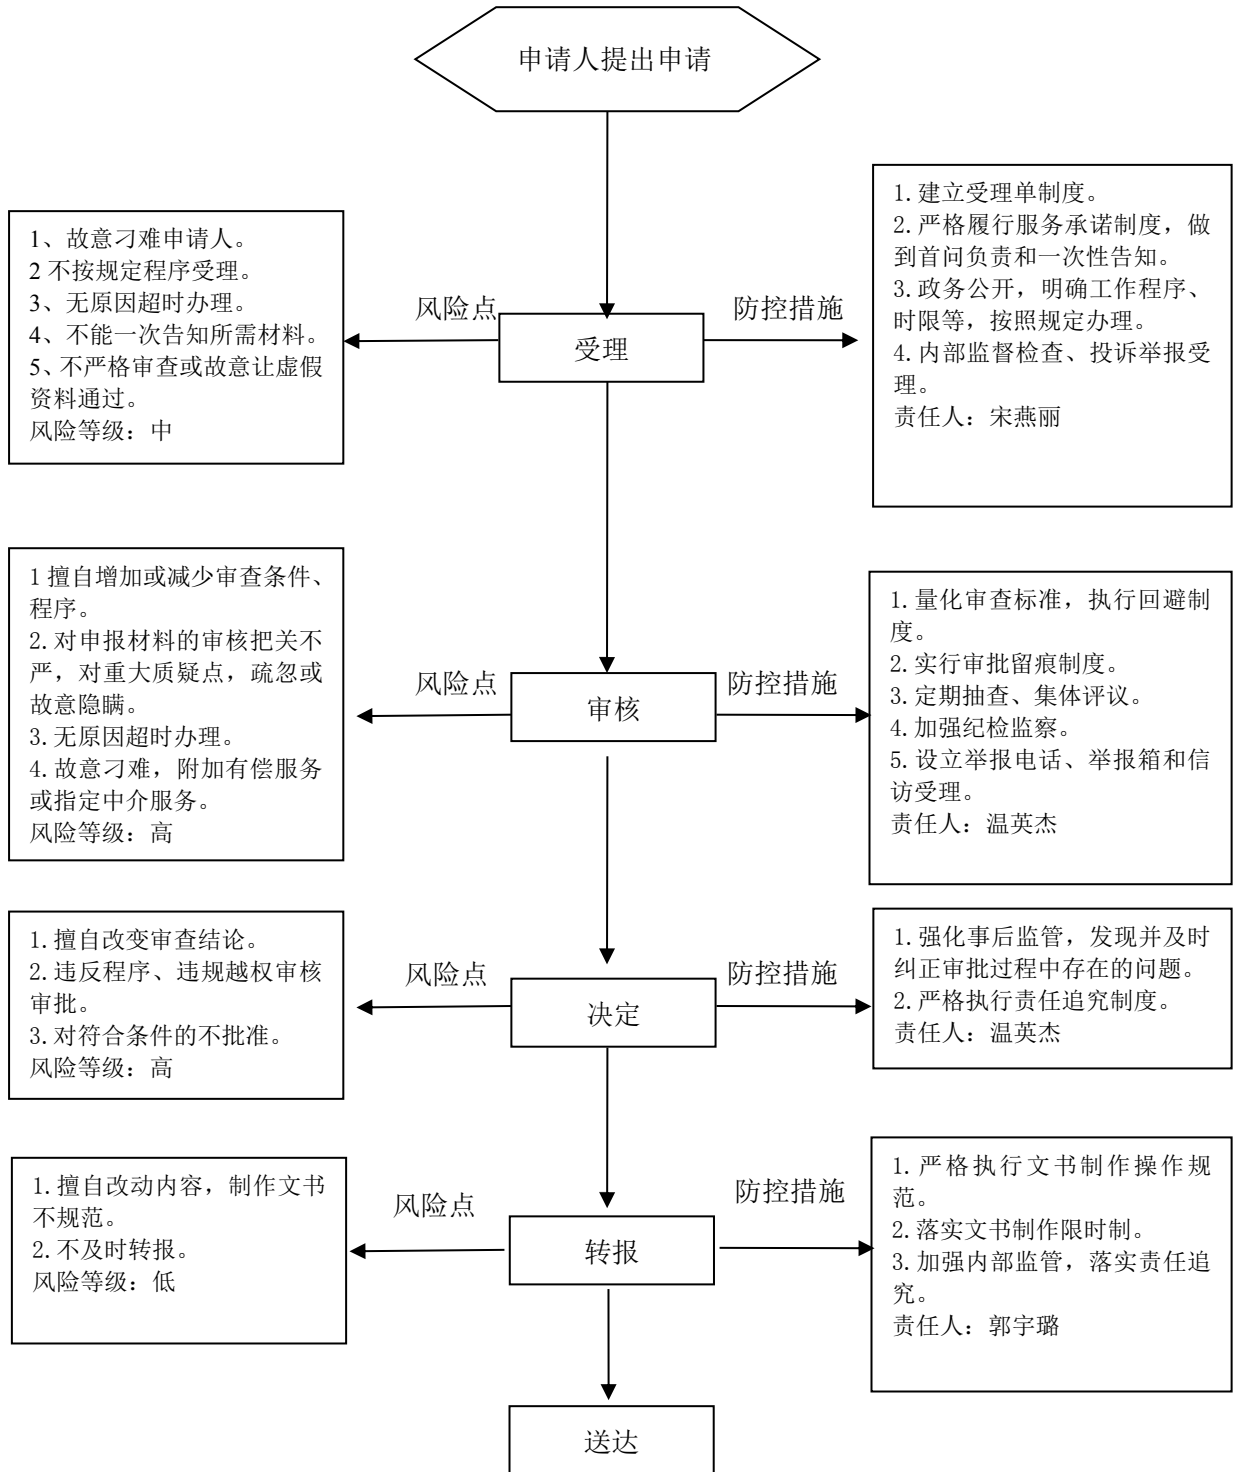 申请人提出申请
1、故意刁难申请人。
2 不按规定程序受理。
3、无原因超时办理。
4、不能一次告知所需材料。
5、不严格审查或故意让虚假
资料通过。
风险等级：中
风险点
受理
防控措施
1.建立受理单制度。
2.严格履行服务承诺制度，做
到首问负责和一次性告知。
3.政务公开，明确工作程序、
时限等，按照规定办理。
4.内部监督检查、投诉举报受
理。
责任人：宋燕丽
1 擅自增加或减少审查条件、
程序。
2.对申报材料的审核把关不
严，对重大质疑点，疏忽或
故意隐瞒。
3.无原因超时办理。
4.故意刁难，附加有偿服务
或指定中介服务。
风险等级：高
风险点
审核
防控措施
1.量化审查标准，执行回避制
度。
2.实行审批留痕制度。
3.定期抽查、集体评议。
4.加强纪检监察。
5.设立举报电话、举报箱和信
访受理。
责任人：温英杰
1.擅自改变审查结论。
2.违反程序、违规越权审核
审批。
3.对符合条件的不批准。
风险等级：高
风险点
决定
防控措施
1.强化事后监管，发现并及时
纠正审批过程中存在的问题。
2.严格执行责任追究制度。
责任人：温英杰
1.擅自改动内容，制作文书
不规范。
2.不及时转报。
风险等级：低
风险点
转报
防控措施
1.严格执行文书制作操作规
范。
2.落实文书制作限时制。
3.加强内部监管，落实责任追
究。
责任人：郭宇璐
送达